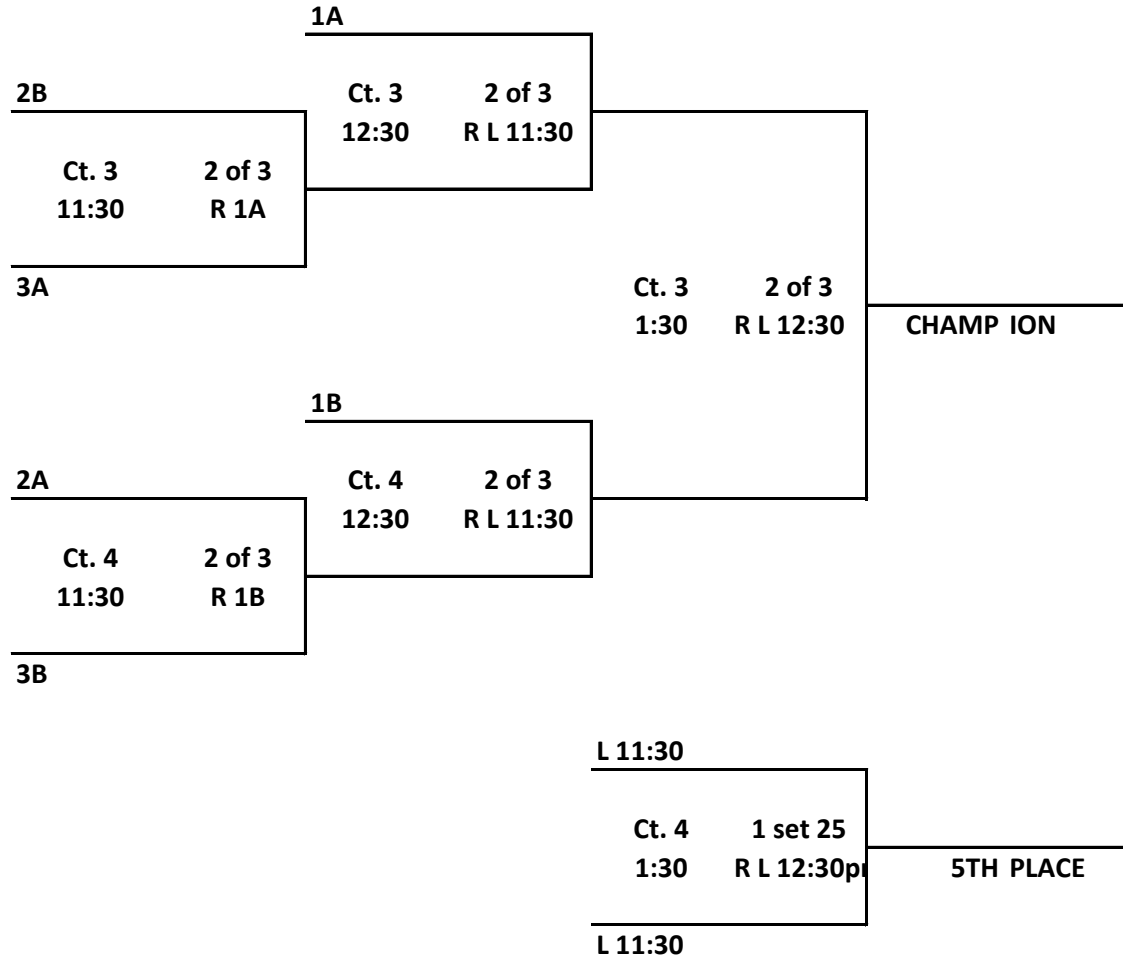 1A
2B
Ct. 3 2 of 3
12:30 R L 11:30
Ct. 3 2 of 3
11:30 R 1A
3A
Ct. 3 2 of 3
1:30 R L 12:30
CHAMP ION
1B
2A
Ct. 4 2 of 3
12:30 R L 11:30
Ct. 4 2 of 3
11:30 R 1B
3B
L 11:30
Ct. 4 1 set 25
1:30 R L 12:30p
5TH PLACE
L 11:30